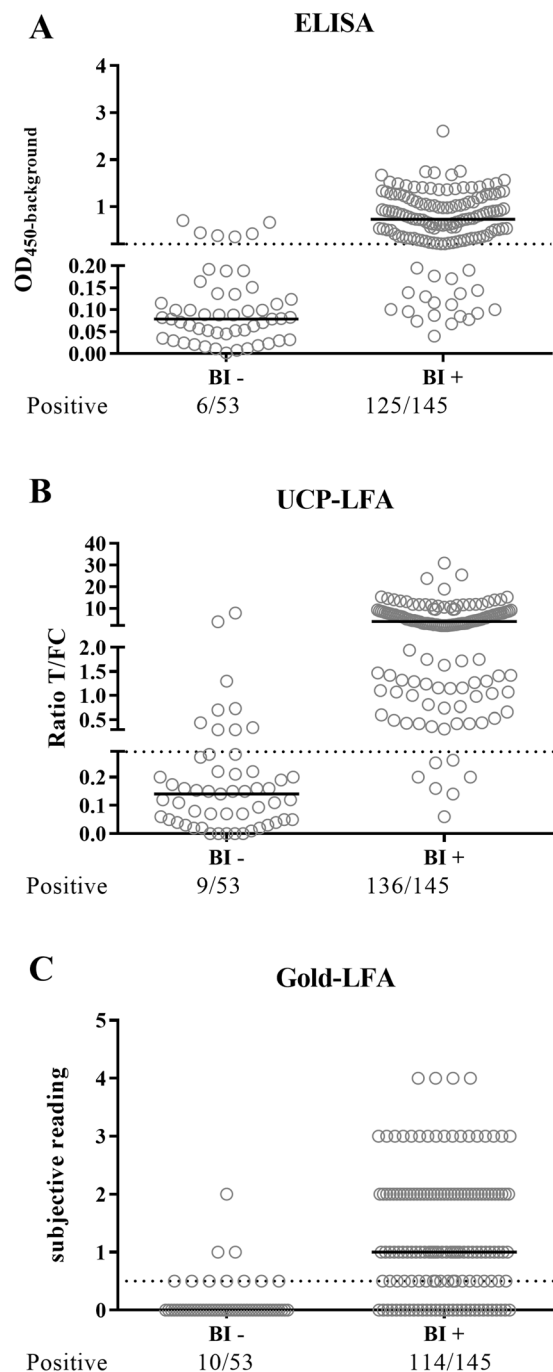 A
ELISA
OD450-background
4
3
2
1
0.20
0.15
0.10
0.05
0.00
BI - BI +
Positive 6/53 125/145
B
UCP-LFA
Ratio T/FC
40
30
20
10
2.0
1.5
1.0
0.5
0.2
0.1
0.0
BI - BI +
Positive 9/53 136/145
C
Gold-LFA
subjective reading
5
4
3
2
1
0
BI - BI +
Positive 10/53 114/145